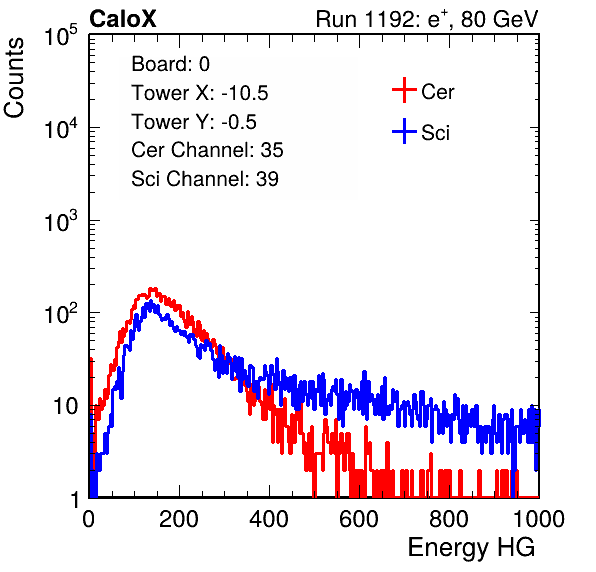 CaloX Run 1192: e⁺, 80 GeV
Counts
10⁵
10⁴
10³
10²
10
1
Board: 0
Tower X: -10.5
Tower Y: -0.5
Cer Channel: 35
Sci Channel: 39
Cer
Sci
0 200 400 600 800 1000
Energy HG